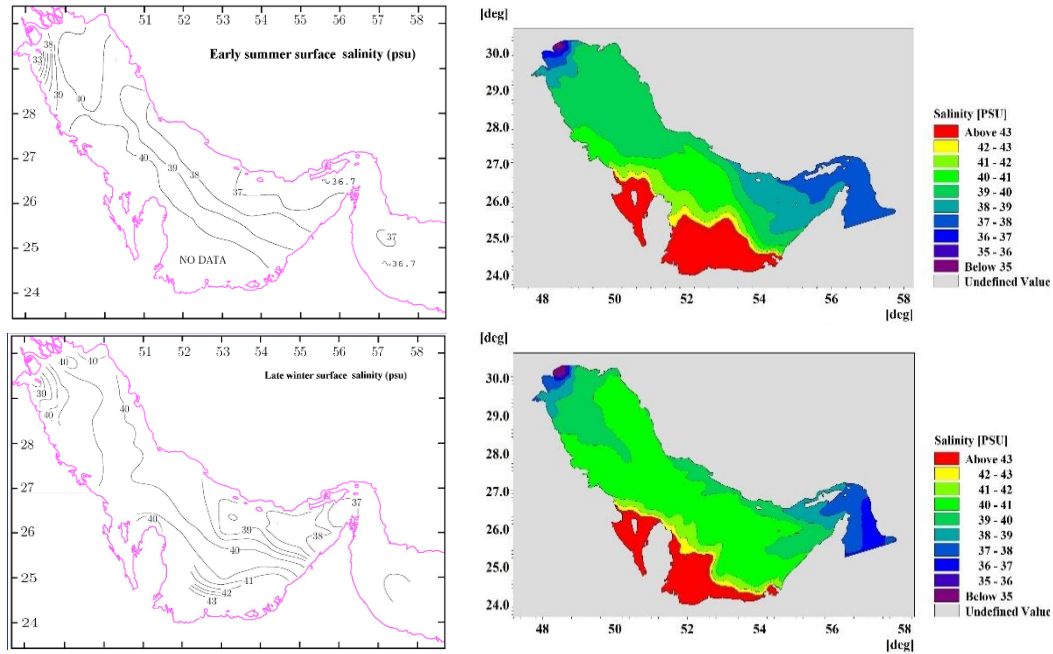 51 52 53 54 55 56 57 58
Early summer surface salinity (psu)
38
33
39
40
28
27
26
25
24
40
39
38
37
~36.7
37
~36.7
NO DATA
[deg]
30.0
29.0
28.0
27.0
26.0
25.0
24.0
48 50 52 54 56 58
[deg]
Salinity [PSU]
Above 43
42 - 43
41 - 42
40 - 41
39 - 40
38 - 39
37 - 38
36 - 37
35 - 36
Below 35
Undefined Value
51 52 53 54 55 56 57 58
Late winter surface salinity (psu)
40
40
39
40
40
28
27
26
25
24
37
39
38
40
40
41
42
43
[deg]
30.0
29.0
28.0
27.0
26.0
25.0
24.0
48 50 52 54 56 58
[deg]
Salinity [PSU]
Above 43
42 - 43
41 - 42
40 - 41
39 - 40
38 - 39
37 - 38
36 - 37
35 - 36
Below 35
Undefined Value